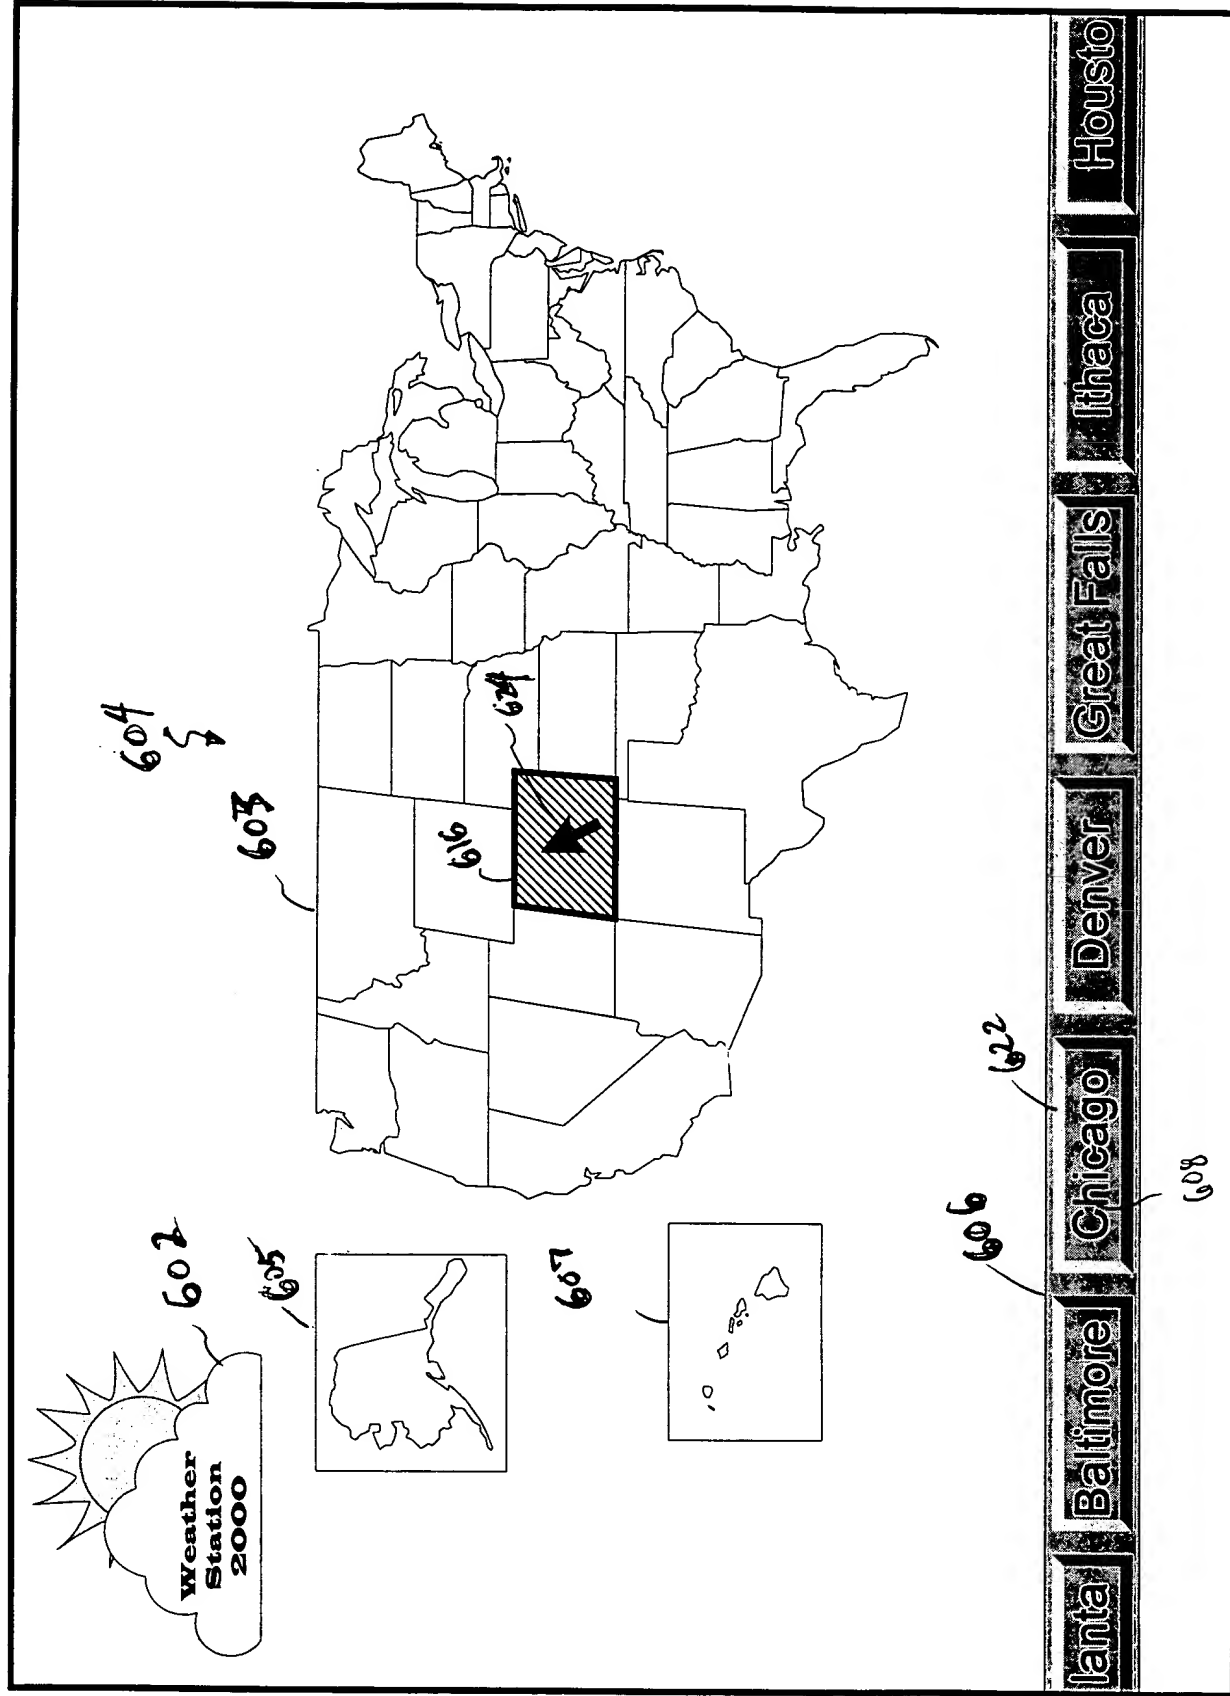 Weather
Station
2000
602
604
603
605
607
616
624
606
622
608
lanta
Baltimore
Chicago
Denver
Great Falls
Ithaca
Housto